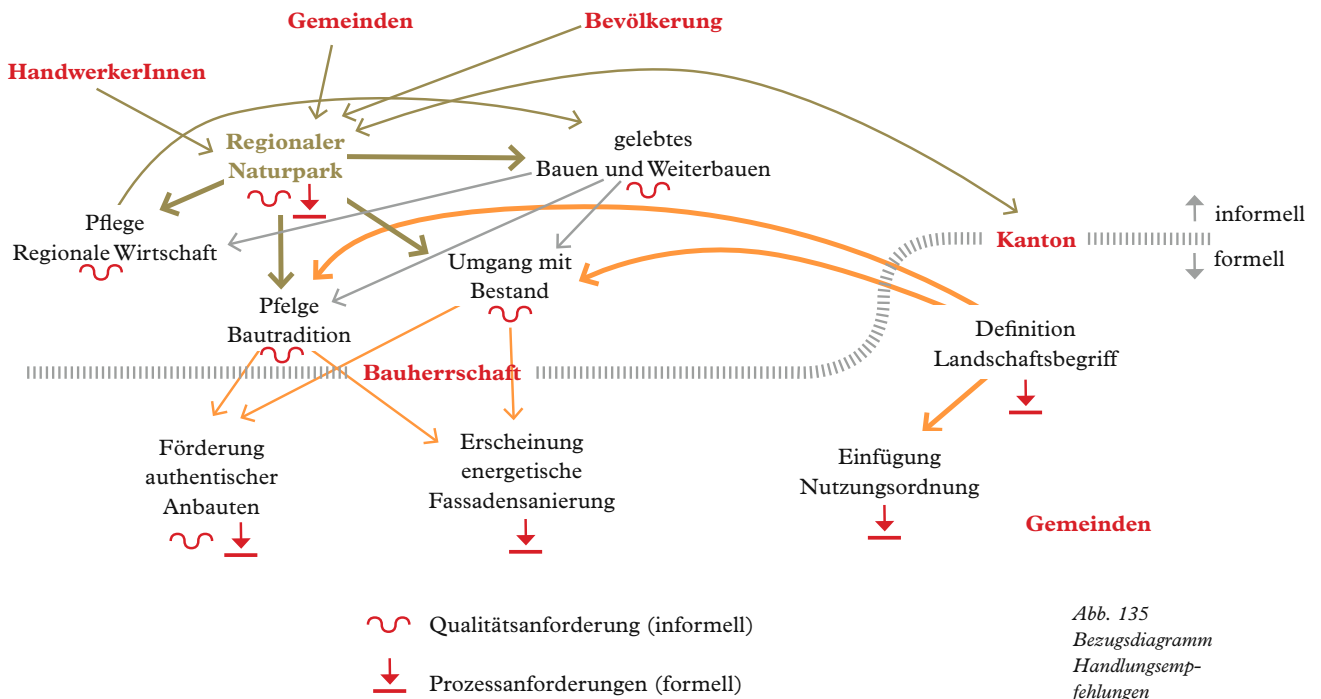 Gemeinden
Bevölkerung
HandwerkerInnen
Regionaler
Naturpark
gelebtes
Bauen und Weiterbauen
Pflege
Regionale Wirtschaft
informell
Kanton
formell
Umgang mit
Bestand
Pfelge
Bautradition
Definition
Landschaftsbegriff
Bauherrschaft
Förderung
authentischer
Anbauten
Erscheinung
energetische
Fassadensanierung
Einfügung
Nutzungsordnung
Gemeinden
Qualitätsanforderung (informell)
Prozessanforderungen (formell)
Abb. 135
Bezugsdiagramm
Handlungsemp-
fehlungen